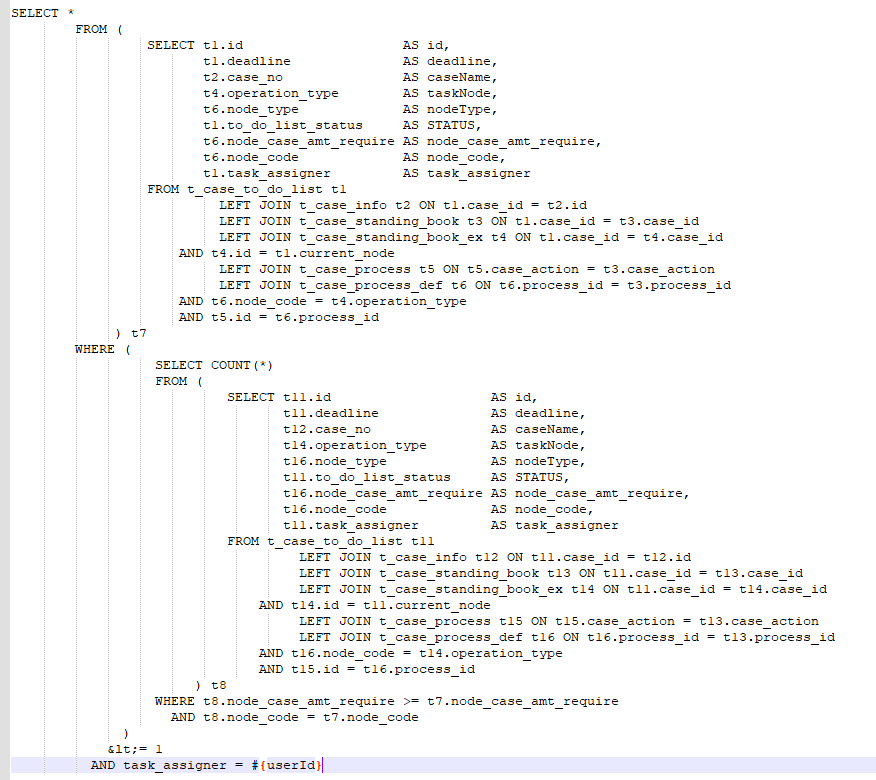 SELECT *
FROM (
SELECT t1.id AS id,
t1.deadline AS deadline,
t2.case_no AS caseName,
t4.operation_type AS taskNode,
t6.node_type AS nodeType,
t1.to_do_list_status AS STATUS,
t6.node_case_amt_require AS node_case_amt_require,
t6.node_code AS node_code,
t1.task_assigner AS task_assigner
FROM t_case_to_do_list t1
LEFT JOIN t_case_info t2 ON t1.case_id = t2.id
LEFT JOIN t_case_standing_book t3 ON t1.case_id = t3.case_id
LEFT JOIN t_case_standing_book_ex t4 ON t1.case_id = t4.case_id
AND t4.id = t1.current_node
LEFT JOIN t_case_process t5 ON t5.case_action = t3.case_action
LEFT JOIN t_case_process_def t6 ON t6.process_id = t3.process_id
AND t6.node_code = t4.operation_type
AND t5.id = t6.process_id
) t7
WHERE (
SELECT COUNT(*)
FROM (
SELECT t11.id AS id,
t11.deadline AS deadline,
t12.case_no AS caseName,
t14.operation_type AS taskNode,
t16.node_type AS nodeType,
t11.to_do_list_status AS STATUS,
t16.node_case_amt_require AS node_case_amt_require,
t16.node_code AS node_code,
t11.task_assigner AS task_assigner
FROM t_case_to_do_list t11
LEFT JOIN t_case_info t12 ON t11.case_id = t12.id
LEFT JOIN t_case_standing_book t13 ON t11.case_id = t13.case_id
LEFT JOIN t_case_standing_book_ex t14 ON t11.case_id = t14.case_id
AND t14.id = t11.current_node
LEFT JOIN t_case_process t15 ON t15.case_action = t13.case_action
LEFT JOIN t_case_process_def t16 ON t16.process_id = t13.process_id
AND t16.node_code = t14.operation_type
AND t15.id = t16.process_id
) t8
WHERE t8.node_case_amt_require >= t7.node_case_amt_require
AND t8.node_code = t7.node_code
)
&lt;= 1
AND task_assigner = #{userId}